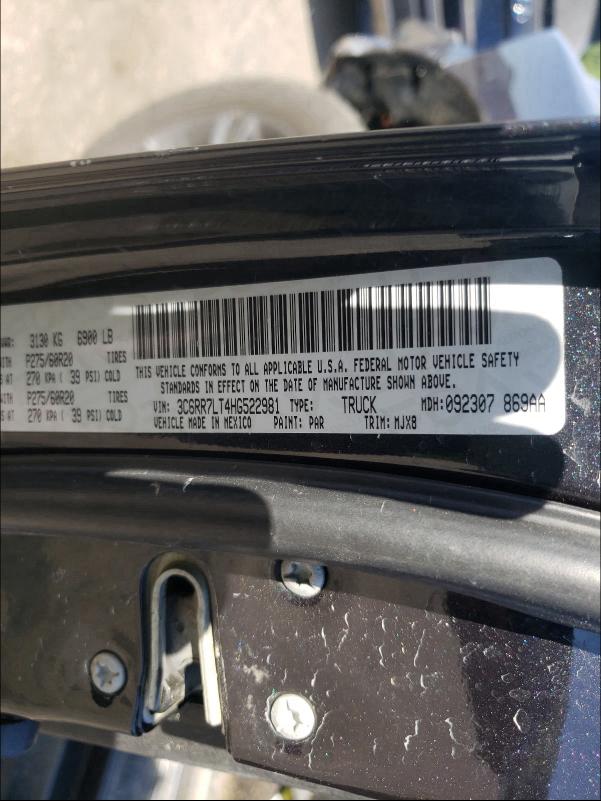 3130 KG 6900 LB
P275/60R20 TIRES
270 KPA ( 39 PSI) COLD
P275/60R20 TIRES
270 KPA ( 39 PSI) COLD
THIS VEHICLE CONFORMS TO ALL APPLICABLE U.S.A. FEDERAL MOTOR VEHICLE SAFETY
STANDARDS IN EFFECT ON THE DATE OF MANUFACTURE SHOWN ABOVE.
VIN: 3C6RR7LT4HG522981 TYPE: TRUCK MDH:092307 869AA
VEHICLE MADE IN MEXICO PAINT: PAR TRIM: MJX8